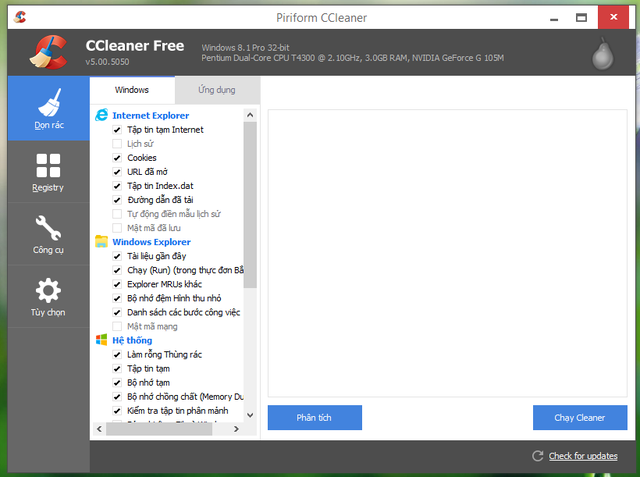 Piriform CCleaner
CCleaner Free
v5.00.5050
Windows 8.1 Pro 32-bit
Pentium Dual-Core CPU T4300 @ 2.10GHz, 3.0GB RAM, NVIDIA GeForce G 105M
Dọn rác
Registry
Công cụ
Tùy chọn
Windows
Ứng dụng
Internet Explorer
Tập tin tạm Internet
Lịch sử
Cookies
URL đã mở
Tập tin Index.dat
Đường dẫn đã tải
Tự động điền mẫu lịch sử
Mật mã đã lưu
Windows Explorer
Tài liệu gần đây
Chạy (Run) (trong thực đơn Bắ
Explorer MRUs khác
Bộ nhớ đệm Hình thu nhỏ
Danh sách các bước công việc
Mật mã mạng
Hệ thống
Làm rỗng Thùng rác
Tập tin tạm
Bộ nhớ tạm
Bộ nhớ chồng chất (Memory Du
Kiểm tra tập tin phân mảnh
Phân tích
Chạy Cleaner
Check for updates